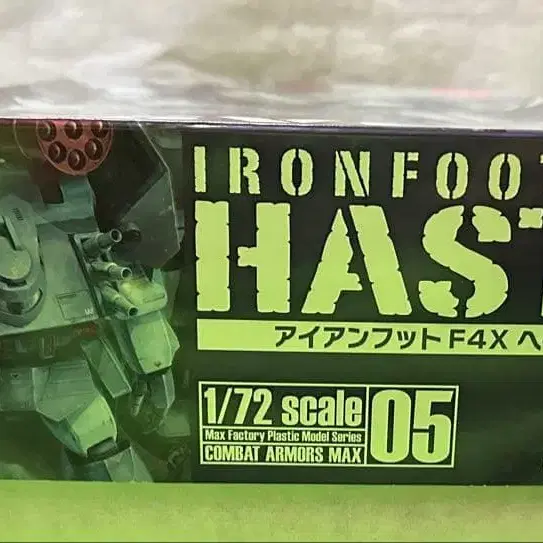 IRONFOO
HAST
アイアンフット F4X ヘ
1/72 scale
Max Factory Plastic Model Series
COMBAT ARMORS MAX
05